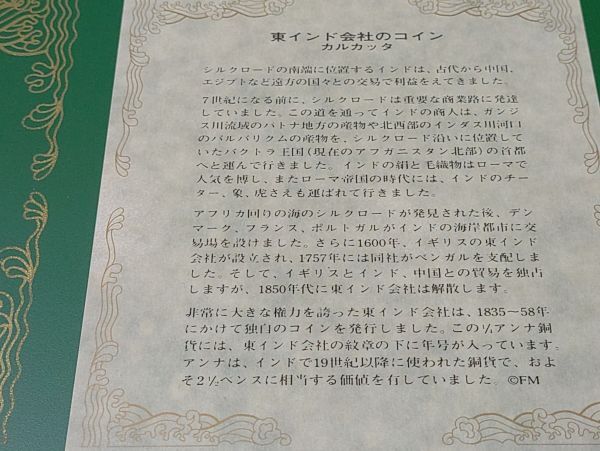 東インド会社のコイン
カルカッタ
シルクロードの南端に位置するインドは、古代から中国、
エジプトなど遠方の国々との交易で利益をえてきました。
7世紀になる前に、シルクロードは重要な商業路に発達
していました。この道を通ってインドの商人は、ガンジ
ス川流域のパトナ地方の産物や北西部のインダス川河口
のバルバリクムの産物を、シルクロード沿いに位置して
いたバクトラ王国(現在のアフガニスタン北部)の首都
へと運んで行きました。インドの絹と毛織物はローマで
人気を博し、またローマ帝国の時代には、インドのチー
ター、象、虎さえも運ばれて行きました。
アフリカ回りの海のシルクロードが発見された後、デン
マーク、フランス、ポルトガルがインドの海岸都市に交
易場を設けました。さらに1600年、イギリスの東インド
会社が設立され、1757年には同社がベンガルを支配しま
した。そして、イギリスとインド、中国との貿易を独占
しますが、1850年代に東インド会社は解散します。
非常に大きな権力を誇った東インド会社は、1835〜58年
にかけて独自のコインを発行しました。この¼アンナ銅
貨には、東インド会社の紋章の下に年号が入っています。
アンナは、インドで19世紀以降に使われた銅貨で、およ
そ2½ペンスに相当する価値を有していました。©FM